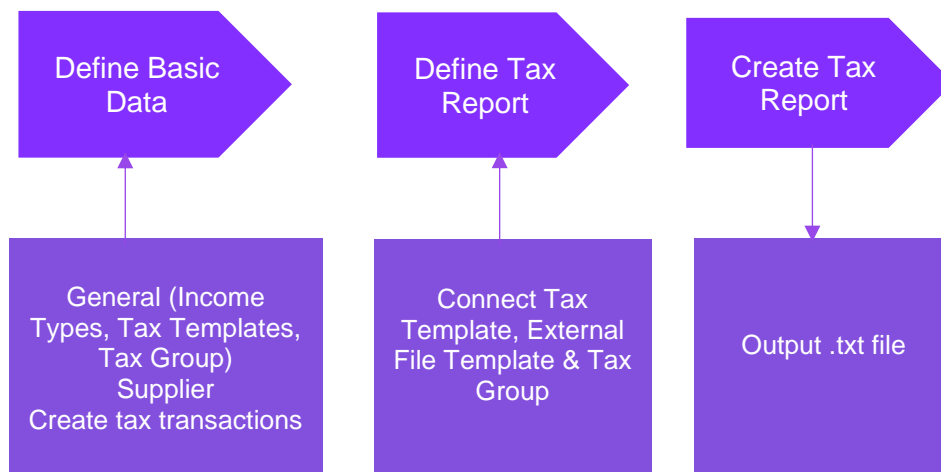 Define Basic
Data
Define Tax
Report
Create Tax
Report
General (Income
Types, Tax Templates,
Tax Group)
Supplier
Create tax transactions
Connect Tax
Template, External
File Template & Tax
Group
Output .txt file